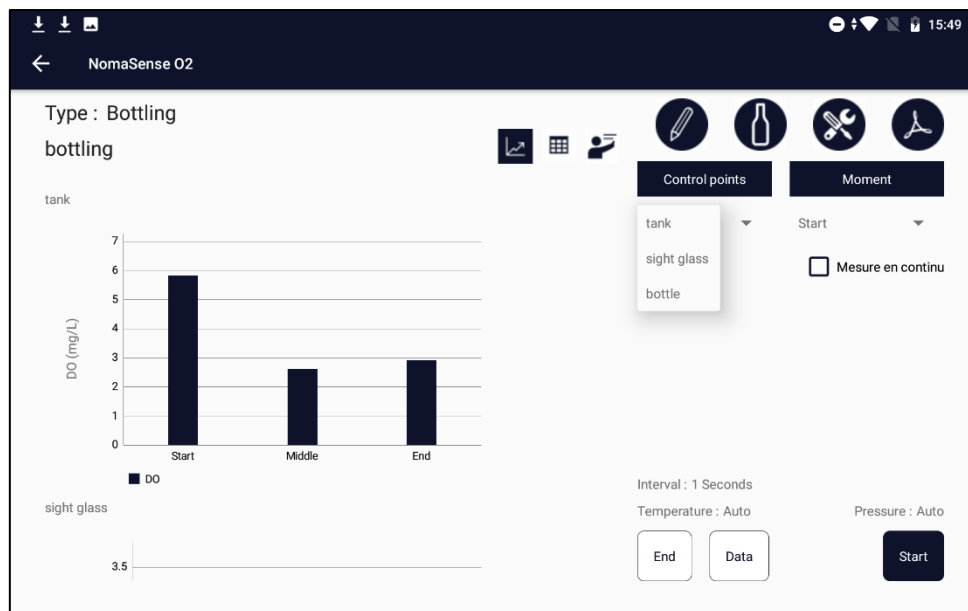 15:49
NomaSense O2
Type : Bottling
bottling
Control points
Moment
tank
sight glass
bottle
Start
Mesure en continu
tank
7
6
5
4
3
2
1
0
DO (mg/L)
Start Middle End
DO
sight glass
3.5
Interval : 1 Seconds
Temperature : Auto
Pressure : Auto
End
Data
Start